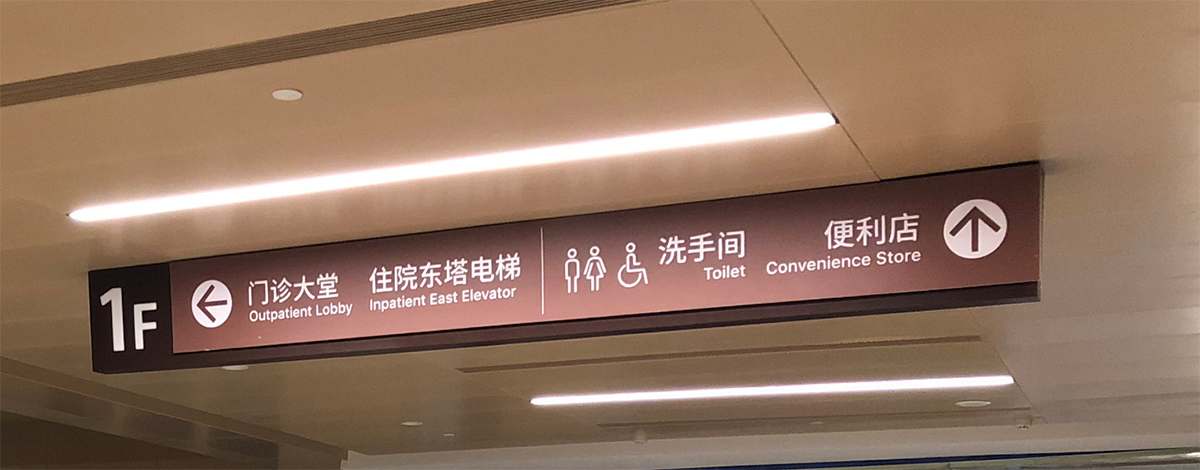 1F
门诊大堂 住院东塔电梯 洗手间 便利店
Outpatient Lobby Inpatient East Elevator Toilet Convenience Store